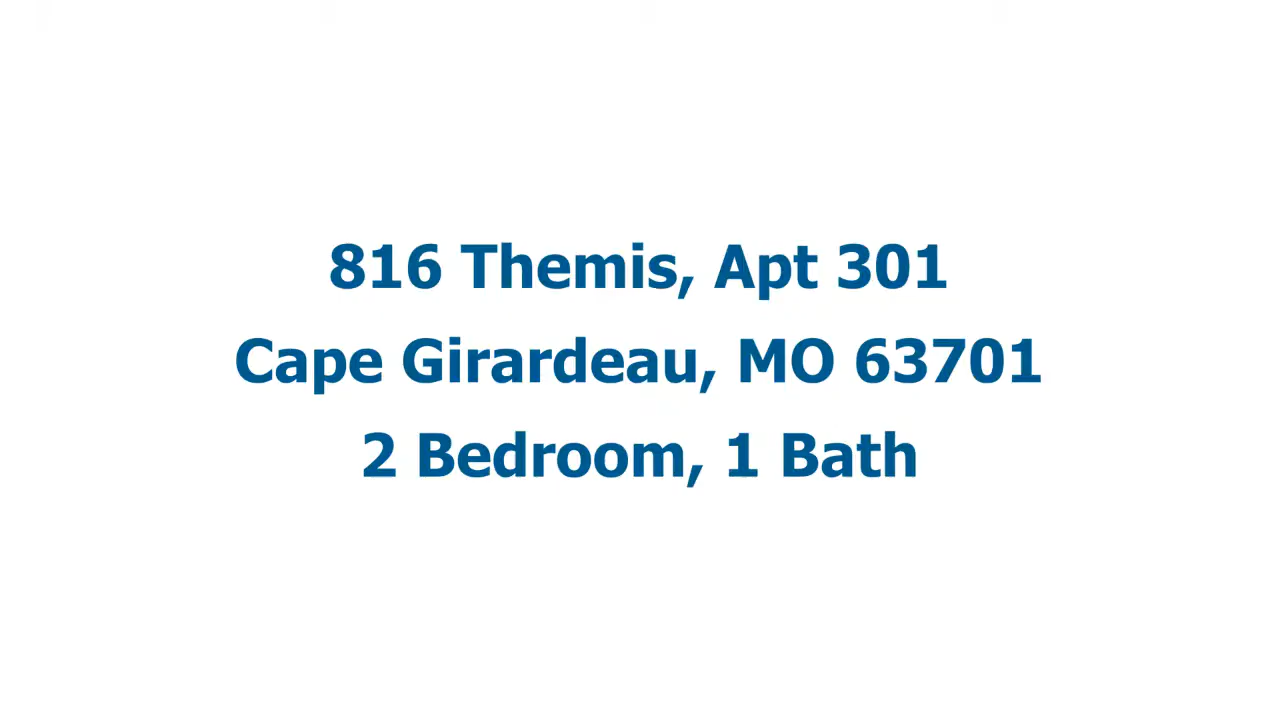 816 Themis, Apt 301
Cape Girardeau, MO 63701
2 Bedroom, 1 Bath